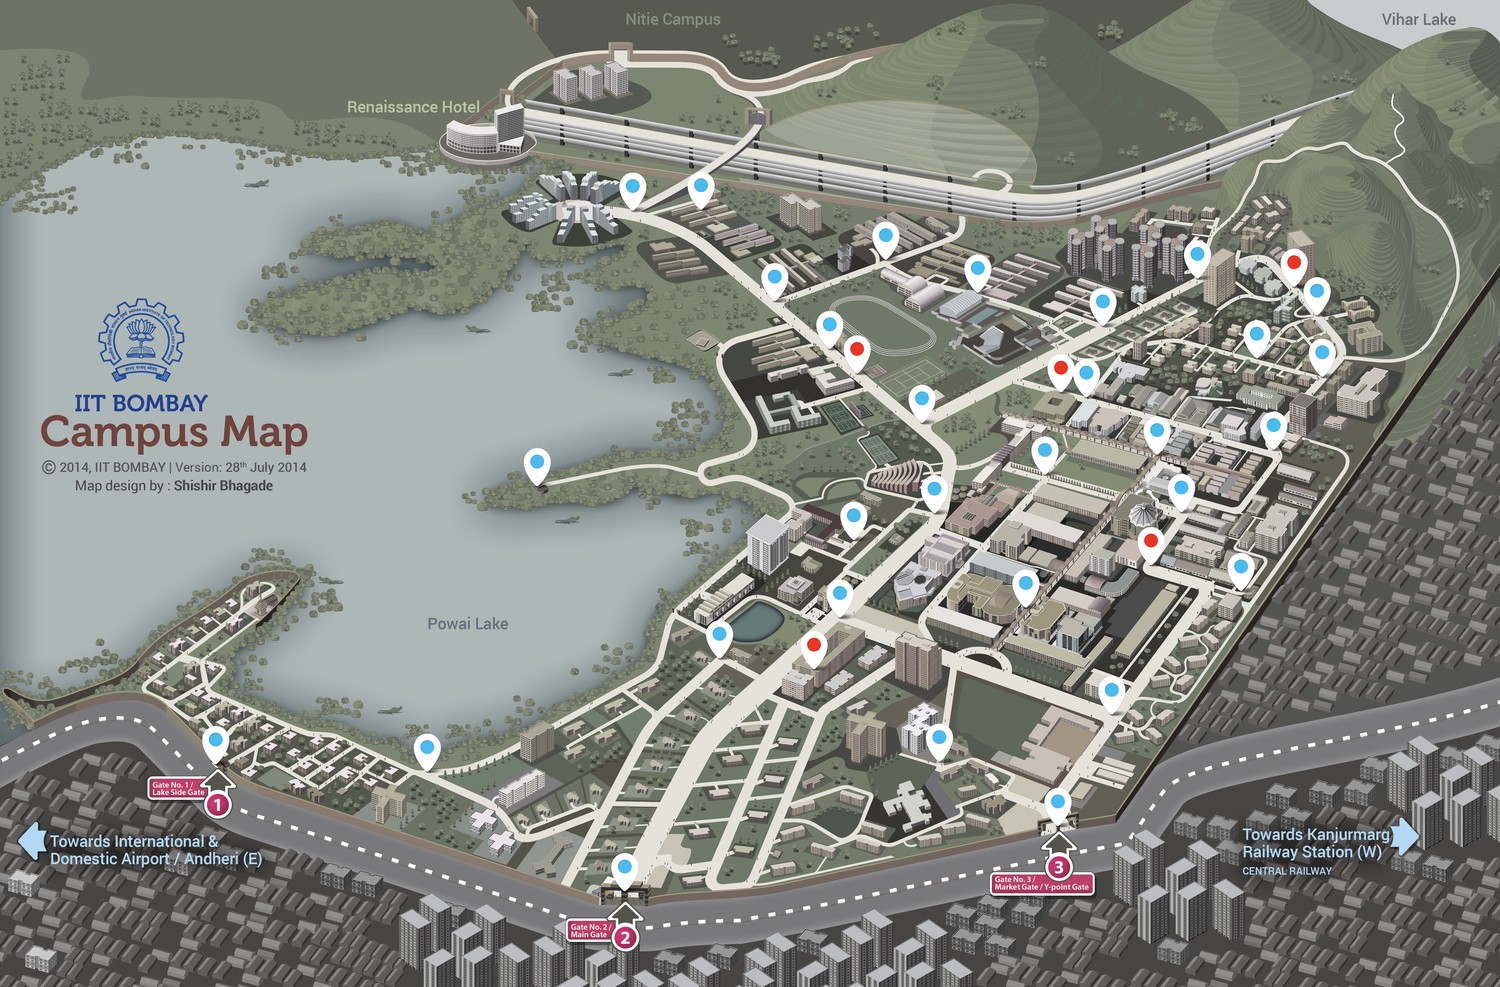 Nitie Campus
Vihar Lake
Renaissance Hotel
IIT BOMBAY
Campus Map
© 2014, IIT BOMBAY | Version: 28th July 2014
Map design by : Shishir Bhagade
Powai Lake
Gate No. 1 /
Lake Side Gate
1
Towards International &
Domestic Airport / Andheri (E)
Towards Kanjurmarg
Railway Station (W)
CENTRAL RAILWAY
3
Gate No. 3 /
Market Gate / Y-point Gate
Gate No. 2 /
Main Gate
2